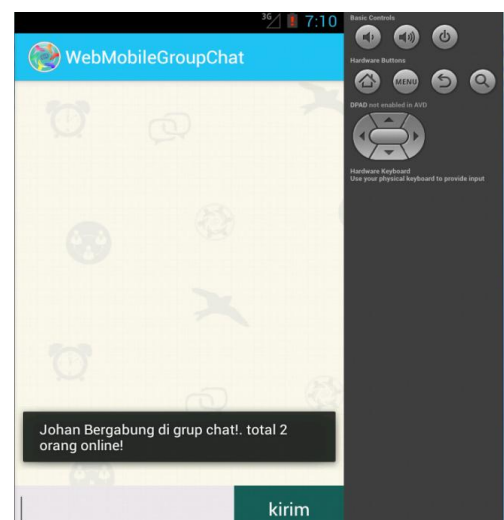 3G 7:10
WebMobileGroupChat
Johan Bergabung di grup chat!. total 2
orang online!
kirim
Basic Controls
Hardware Buttons
MENU
DPAD not enabled in AVD
Hardware Keyboard
Use your physical keyboard to provide input